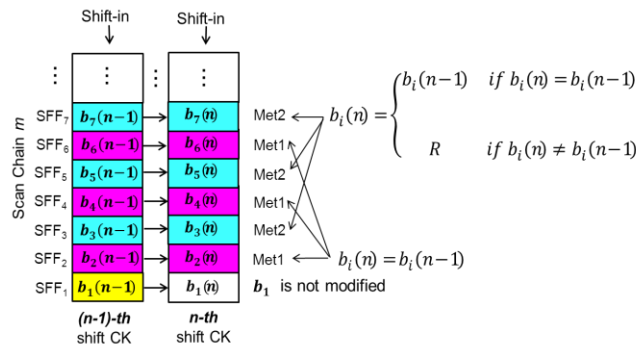 Shift-in Shift-in
⋮ ⋮ ⋮ ⋮
Scan Chain m
SFF₇ b₇(n−1) b₇(n) Met2
SFF₆ b₆(n−1) b₆(n) Met1
SFF₅ b₅(n−1) b₅(n) Met2
SFF₄ b₄(n−1) b₄(n) Met1
SFF₃ b₃(n−1) b₃(n) Met2
SFF₂ b₂(n−1) b₂(n) Met1
SFF₁ b₁(n−1) b₁(n) b₁ is not modified
(n-1)-th n-th
shift CK shift CK
bᵢ(n) = { bᵢ(n−1) if bᵢ(n) = bᵢ(n−1)
R if bᵢ(n) ≠ bᵢ(n−1)
bᵢ(n) = bᵢ(n−1)